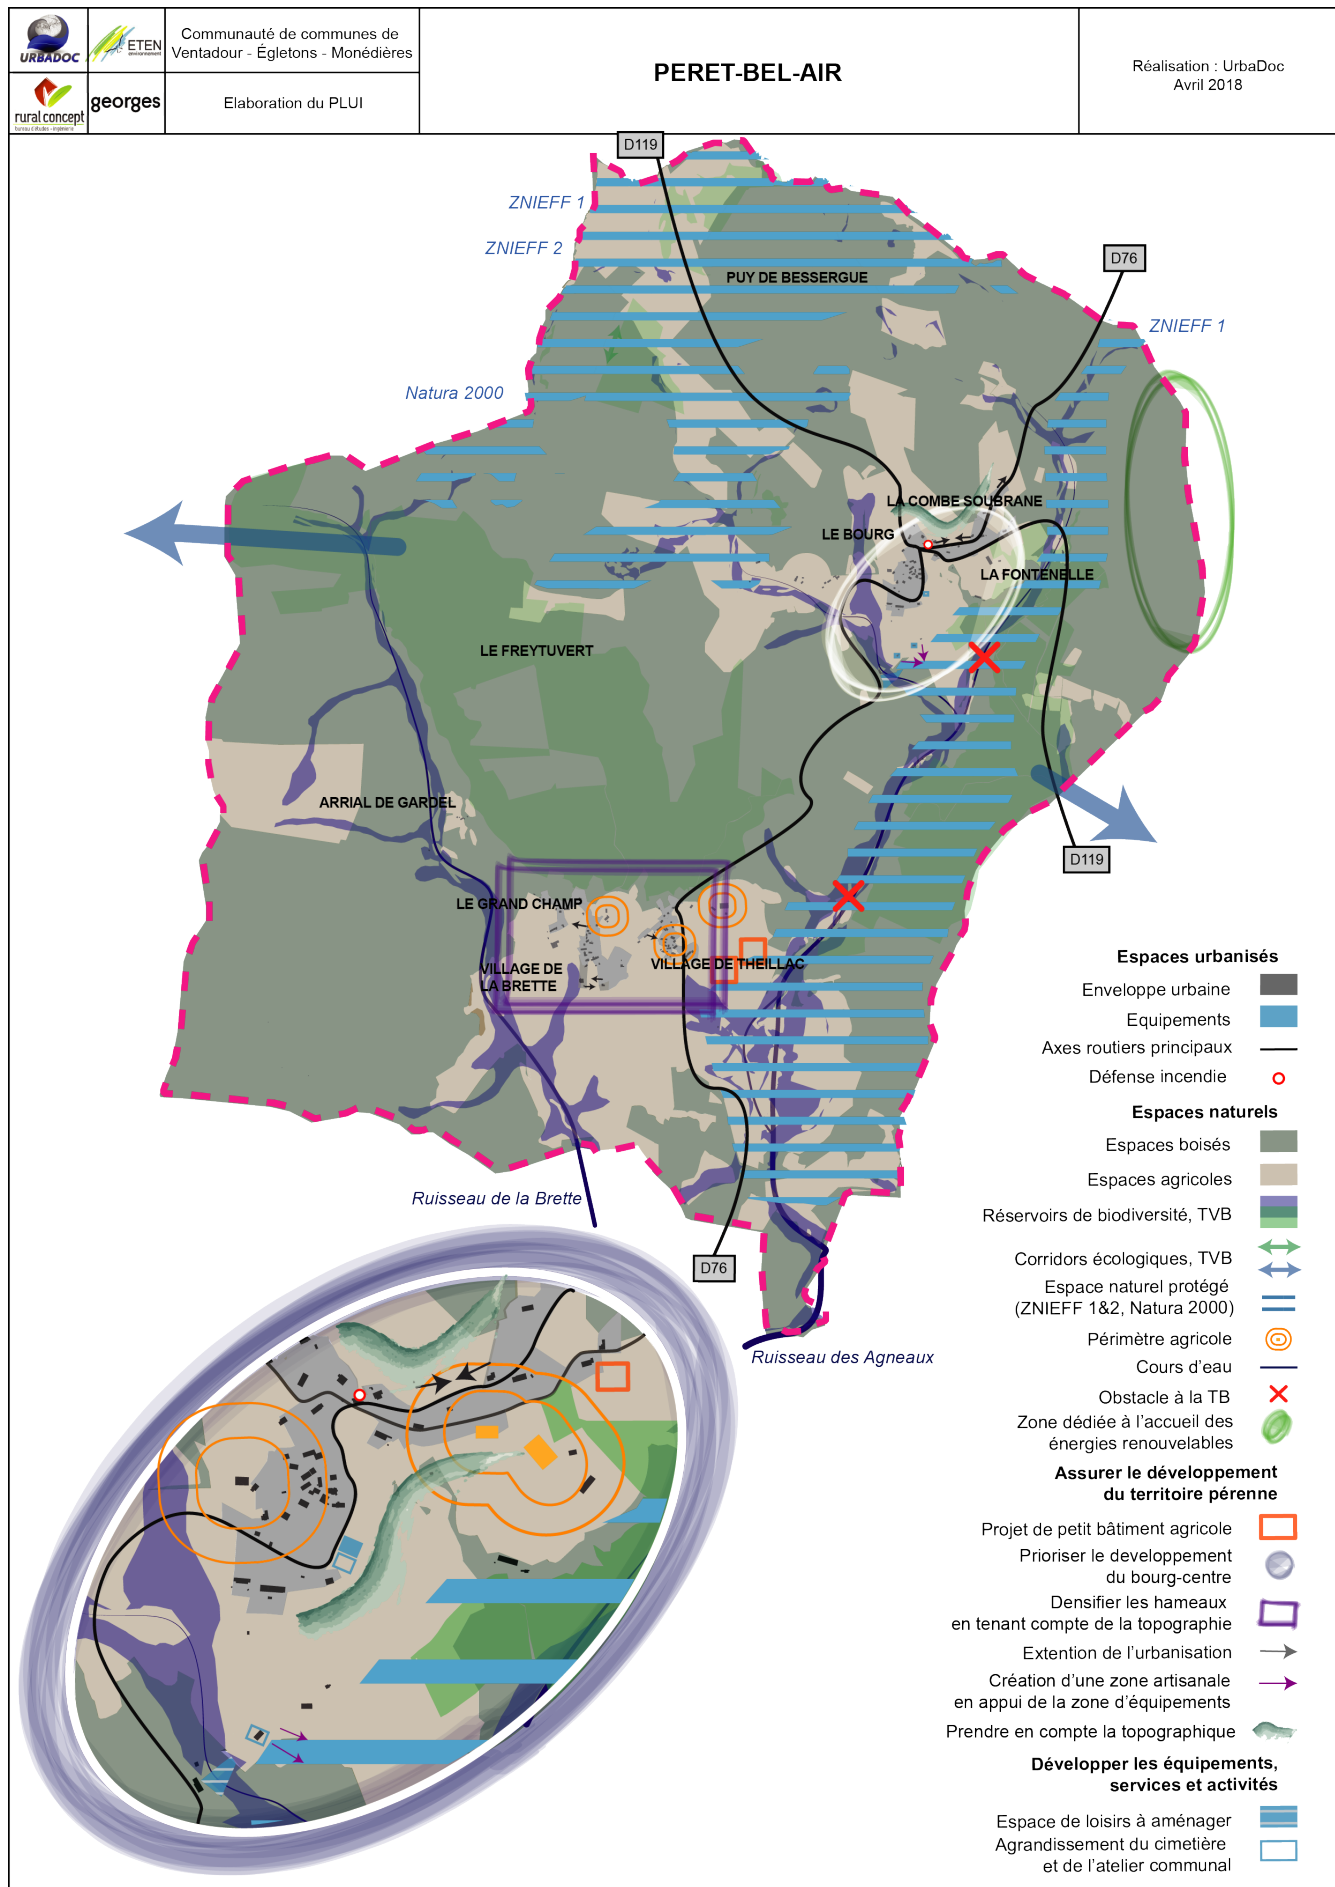 URBADOC
ETEN
environnement
Communauté de communes de
Ventadour - Égletons - Monédières
PERET-BEL-AIR
Réalisation : UrbaDoc
Avril 2018
rural concept
bureau d'études - ingénierie
georges
Elaboration du PLUI
D119
ZNIEFF 1
ZNIEFF 2
D76
PUY DE BESSERGUE
ZNIEFF 1
Natura 2000
LA COMBE SOUBRANE
LE BOURG
LA FONTENELLE
LE FREYTUVERT
ARRIAL DE GARDEL
D119
LE GRAND CHAMP
VILLAGE DE
LA BRETTE
VILLAGE DE THEILLAC
Ruisseau de la Brette
D76
Ruisseau des Agneaux
Espaces urbanisés
Enveloppe urbaine
Equipements
Axes routiers principaux
Défense incendie
Espaces naturels
Espaces boisés
Espaces agricoles
Réservoirs de biodiversité, TVB
Corridors écologiques, TVB
Espace naturel protégé
(ZNIEFF 1&2, Natura 2000)
Périmètre agricole
Cours d'eau
Obstacle à la TB
Zone dédiée à l'accueil des
énergies renouvelables
Assurer le développement
du territoire pérenne
Projet de petit bâtiment agricole
Prioriser le developpement
du bourg-centre
Densifier les hameaux
en tenant compte de la topographie
Extention de l'urbanisation
Création d'une zone artisanale
en appui de la zone d'équipements
Prendre en compte la topographique
Développer les équipements,
services et activités
Espace de loisirs à aménager
Agrandissement du cimetière
et de l'atelier communal